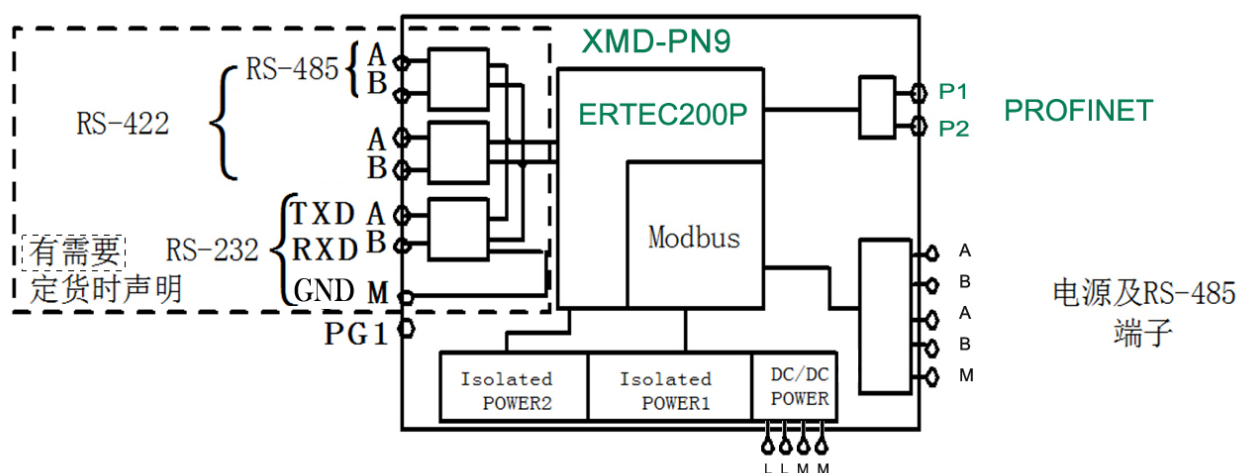 XMD-PN9
RS-485
A
B
RS-422
A
B
ERTEC200P
P1
P2
PROFINET
TXD A
RS-232
RXD B
GND M
有需要
定货时声明
PG1
Modbus
A
B
A
B
M
电源及RS-485
端子
Isolated
POWER2
Isolated
POWER1
DC/DC
POWER
L L M M